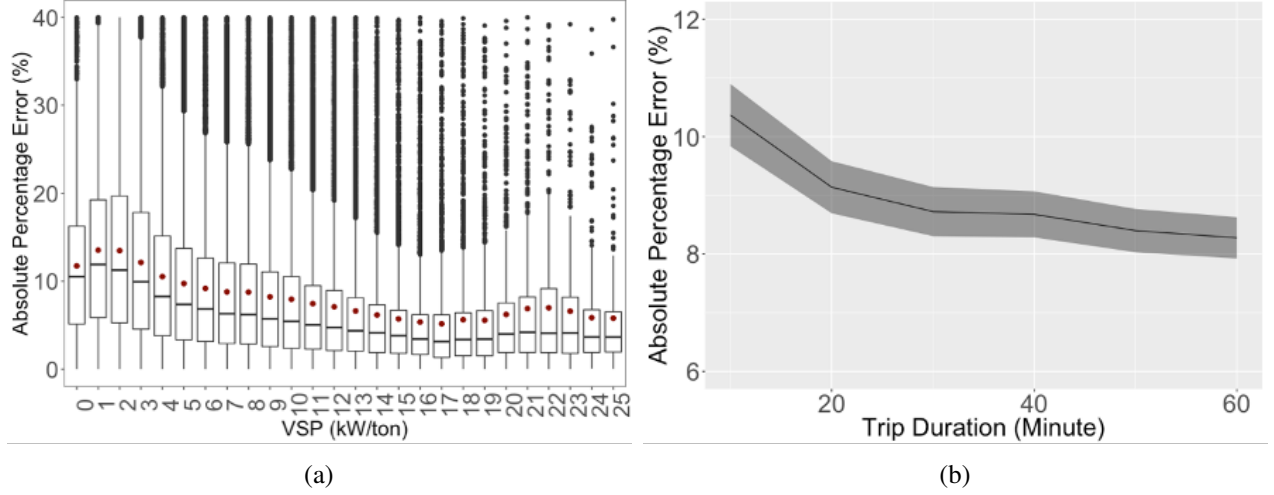 Absolute Percentage Error (%)
40
30
20
10
0
0 1 2 3 4 5 6 7 8 9 10 11 12 13 14 15 16 17 18 19 20 21 22 23 24 25
VSP (kW/ton)
(a)
Absolute Percentage Error (%)
12
10
8
6
20 40 60
Trip Duration (Minute)
(b)